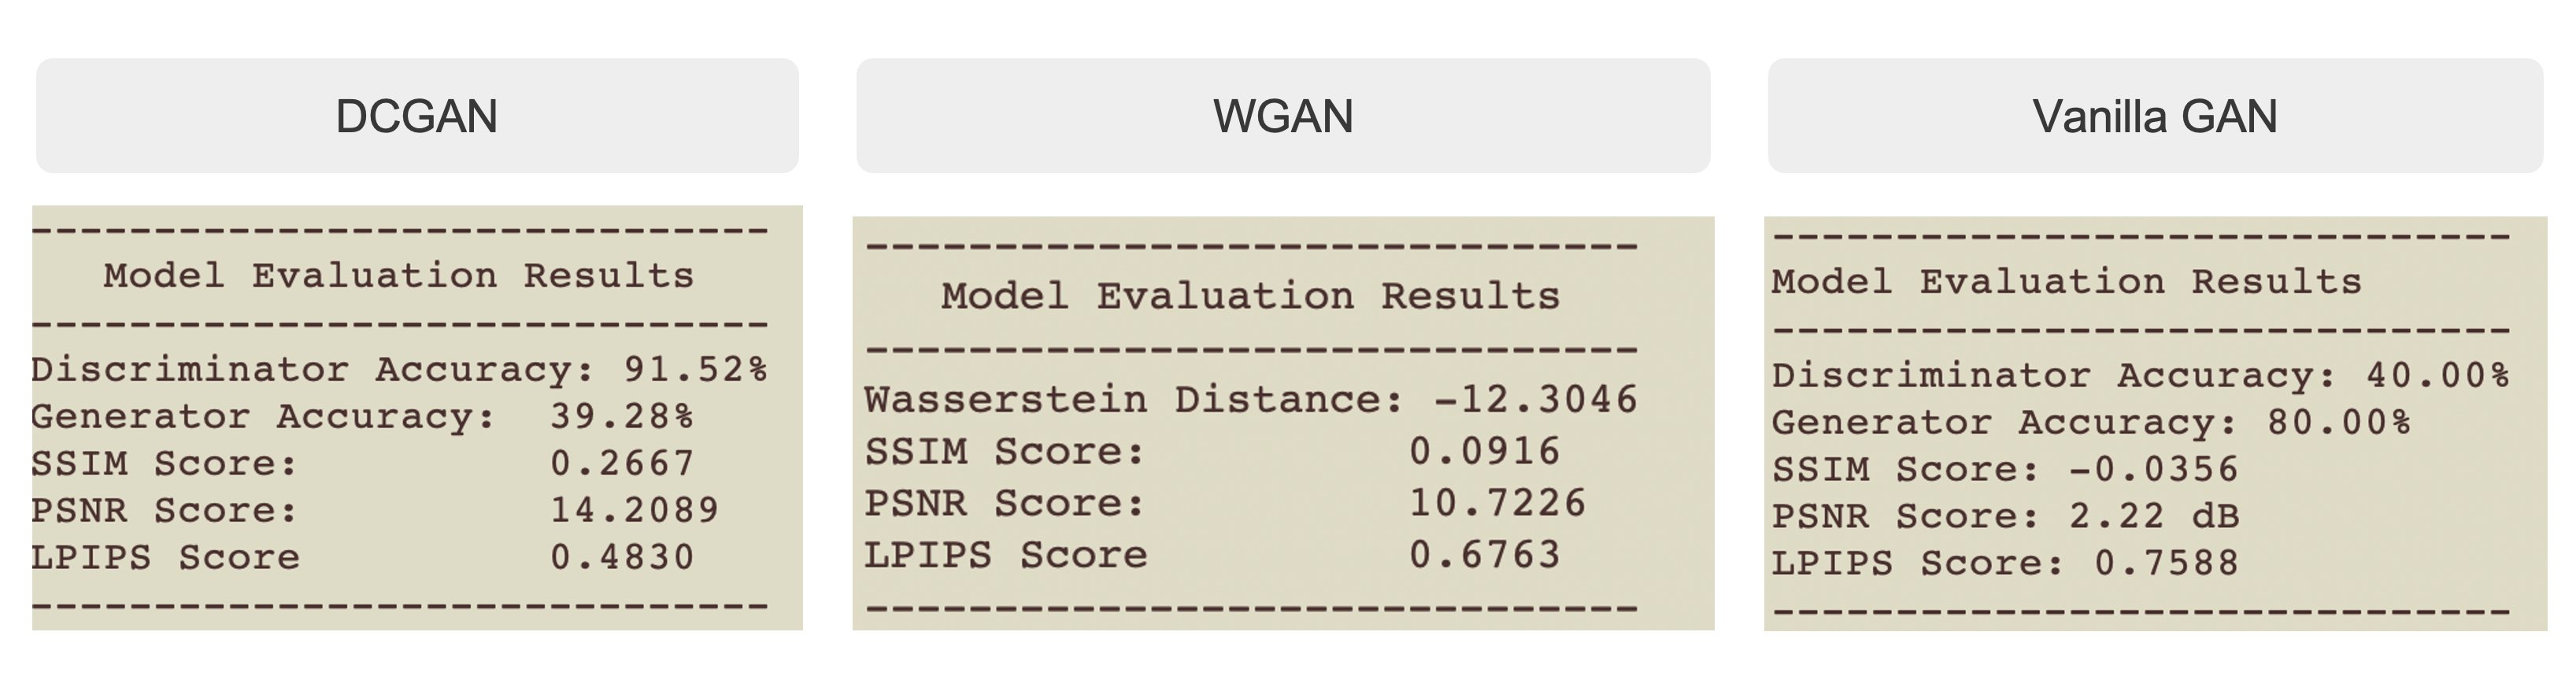 DCGAN
------------------------------
Model Evaluation Results
------------------------------
Discriminator Accuracy: 91.52%
Generator Accuracy: 39.28%
SSIM Score: 0.2667
PSNR Score: 14.2089
LPIPS Score 0.4830
------------------------------
WGAN
------------------------------
Model Evaluation Results
------------------------------
Wasserstein Distance: -12.3046
SSIM Score: 0.0916
PSNR Score: 10.7226
LPIPS Score 0.6763
------------------------------
Vanilla GAN
------------------------------
Model Evaluation Results
------------------------------
Discriminator Accuracy: 40.00%
Generator Accuracy: 80.00%
SSIM Score: -0.0356
PSNR Score: 2.22 dB
LPIPS Score: 0.7588
------------------------------